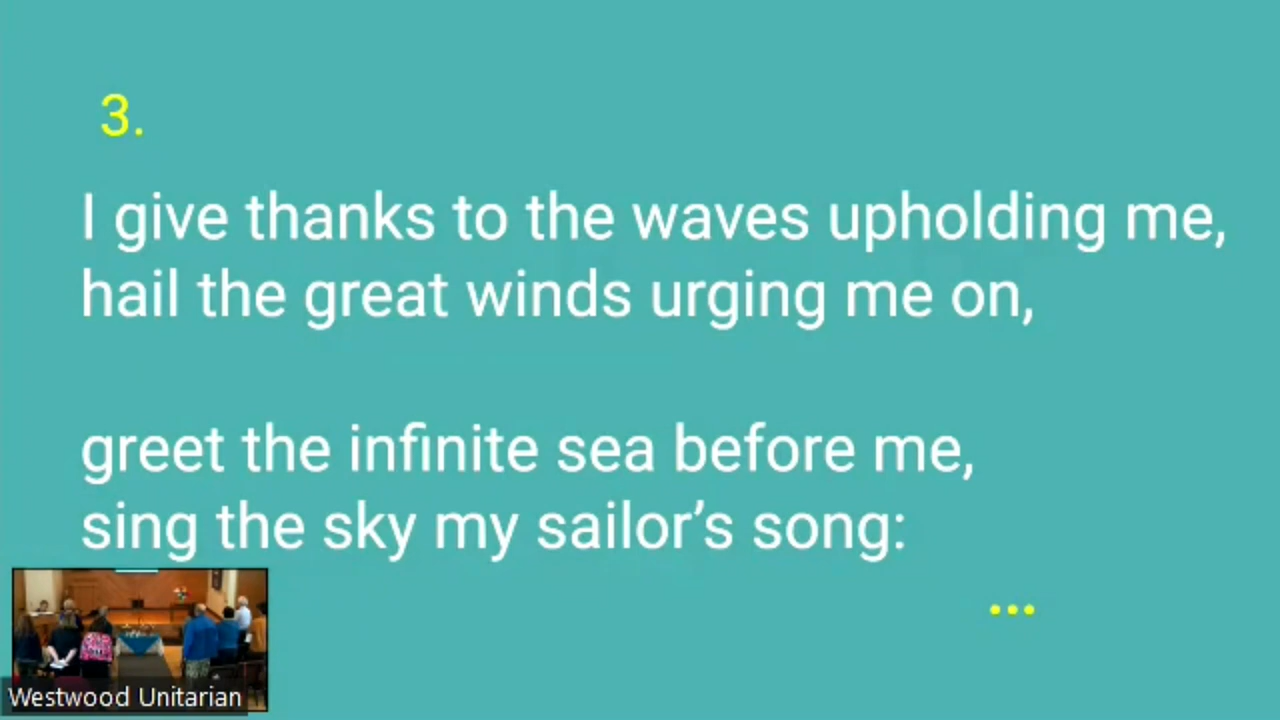 3.
I give thanks to the waves upholding me,
hail the great winds urging me on,
greet the infinite sea before me,
sing the sky my sailor’s song:
...
Westwood Unitarian